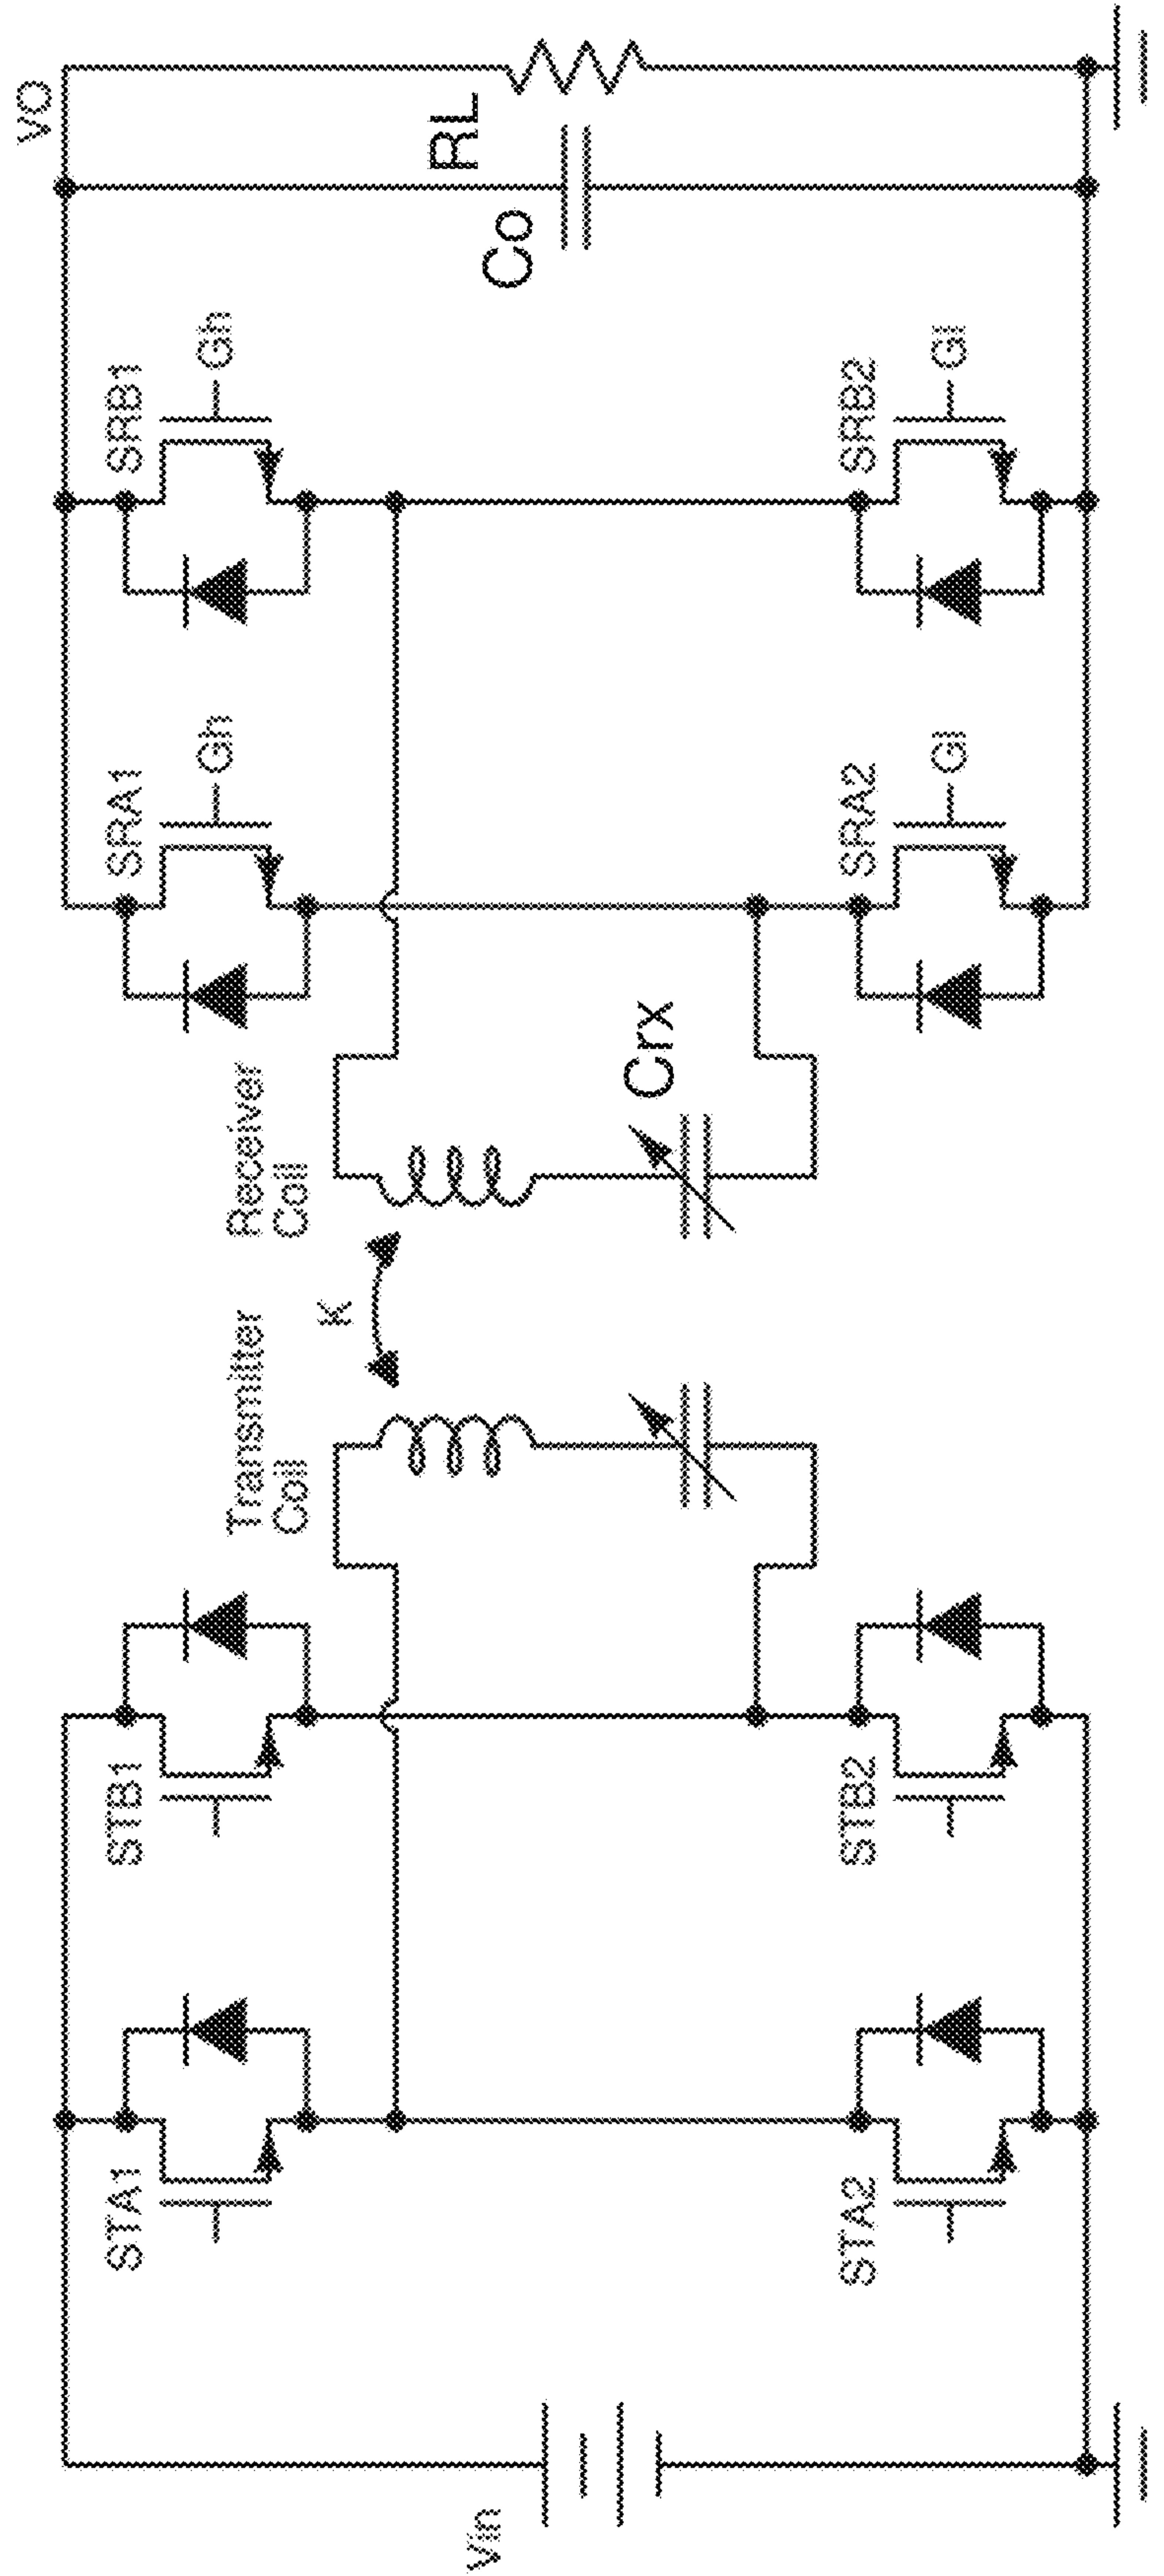 Vin
STA1
STA2
STB1
STB2
Transmitter
Coil
K
Receiver
Coil
Crx
SRA1
Gh
SRA2
Gl
SRB1
Gh
SRB2
Gl
Co
RL
VO